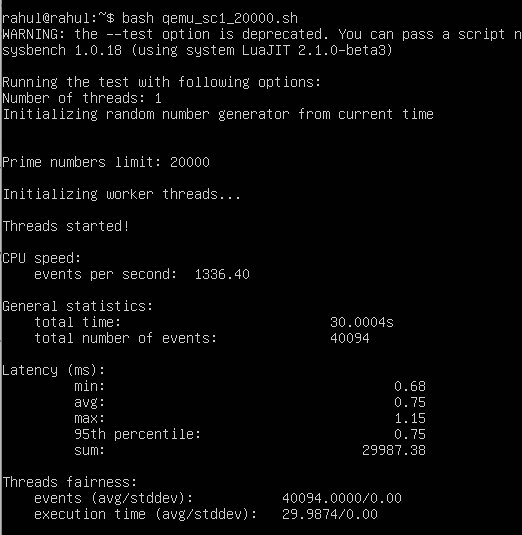 rahul@rahul:~$ bash qemu_sc1_20000.sh
WARNING: the --test option is deprecated. You can pass a script n
sysbench 1.0.18 (using system LuaJIT 2.1.0-beta3)
Running the test with following options:
Number of threads: 1
Initializing random number generator from current time
Prime numbers limit: 20000
Initializing worker threads...
Threads started!
CPU speed:
events per second: 1336.40
General statistics:
total time: 30.0004s
total number of events: 40094
Latency (ms):
min: 0.68
avg: 0.75
max: 1.15
95th percentile: 0.75
sum: 29987.38
Threads fairness:
events (avg/stddev): 40094.0000/0.00
execution time (avg/stddev): 29.9874/0.00